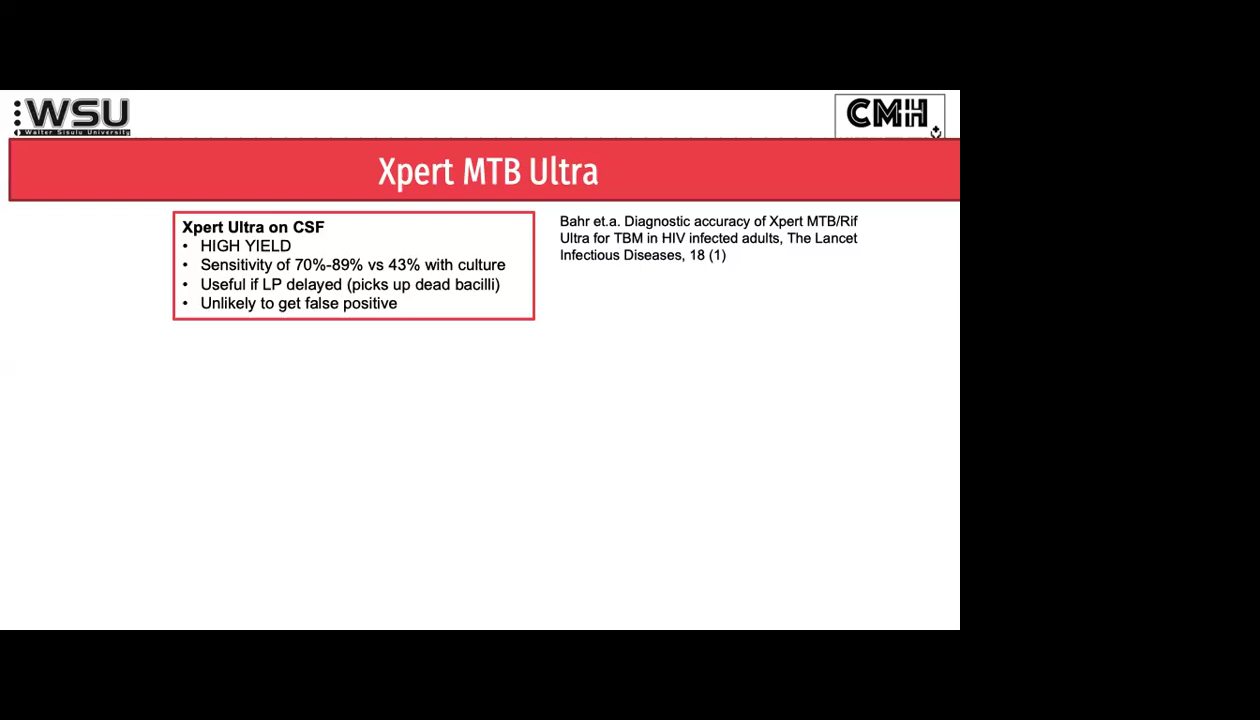 WSU
Walter Sisulu University
CMH
Xpert MTB Ultra
Xpert Ultra on CSF
• HIGH YIELD
• Sensitivity of 70%-89% vs 43% with culture
• Useful if LP delayed (picks up dead bacilli)
• Unlikely to get false positive
Bahr et.a. Diagnostic accuracy of Xpert MTB/Rif
Ultra for TBM in HIV infected adults, The Lancet
Infectious Diseases, 18 (1)